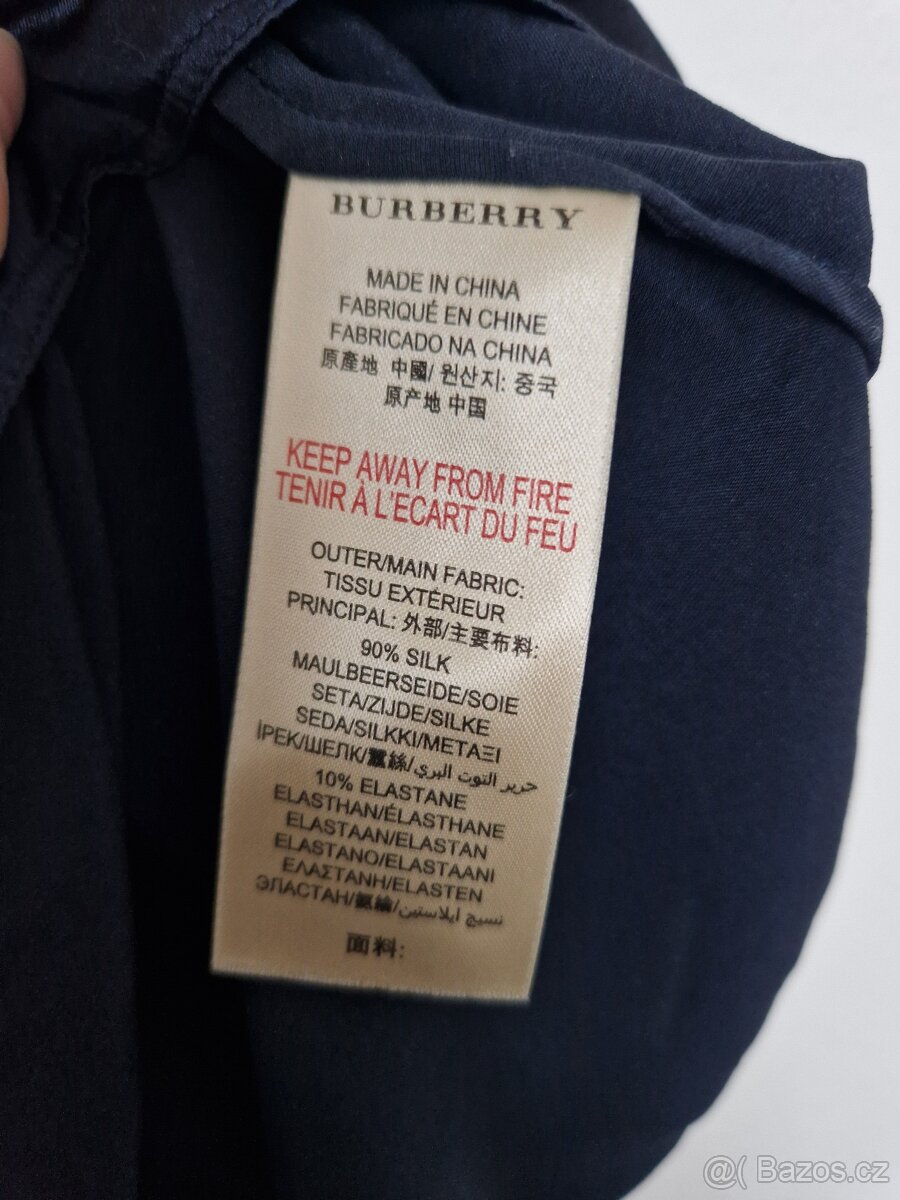 BURBERRY
MADE IN CHINA
FABRIQUÉ EN CHINE
FABRICADO NA CHINA
原產地 中國/ 원산지: 중국
原产地 中国
KEEP AWAY FROM FIRE
TENIR À L'ECART DU FEU
OUTER/MAIN FABRIC:
TISSU EXTÉRIEUR
PRINCIPAL: 外部/主要布料:
90% SILK
MAULBEERSEIDE/SOIE
SETA/ZIJDE/SILKE
SEDA/SILKKI/ΜΕΤΑΞΙ
İPEK/ШЕЛК/蠶絲/حرير التوت البري
10% ELASTANE
ELASTHAN/ÉLASTHANE
ELASTAAN/ELASTAN
ELASTANO/ELASTAANI
ΕΛΑΣΤΑΝΗ/ELASTEN
ЭЛАСТАН/氨綸/نسيج ايلاستين
面料:
@( Bazos.cz